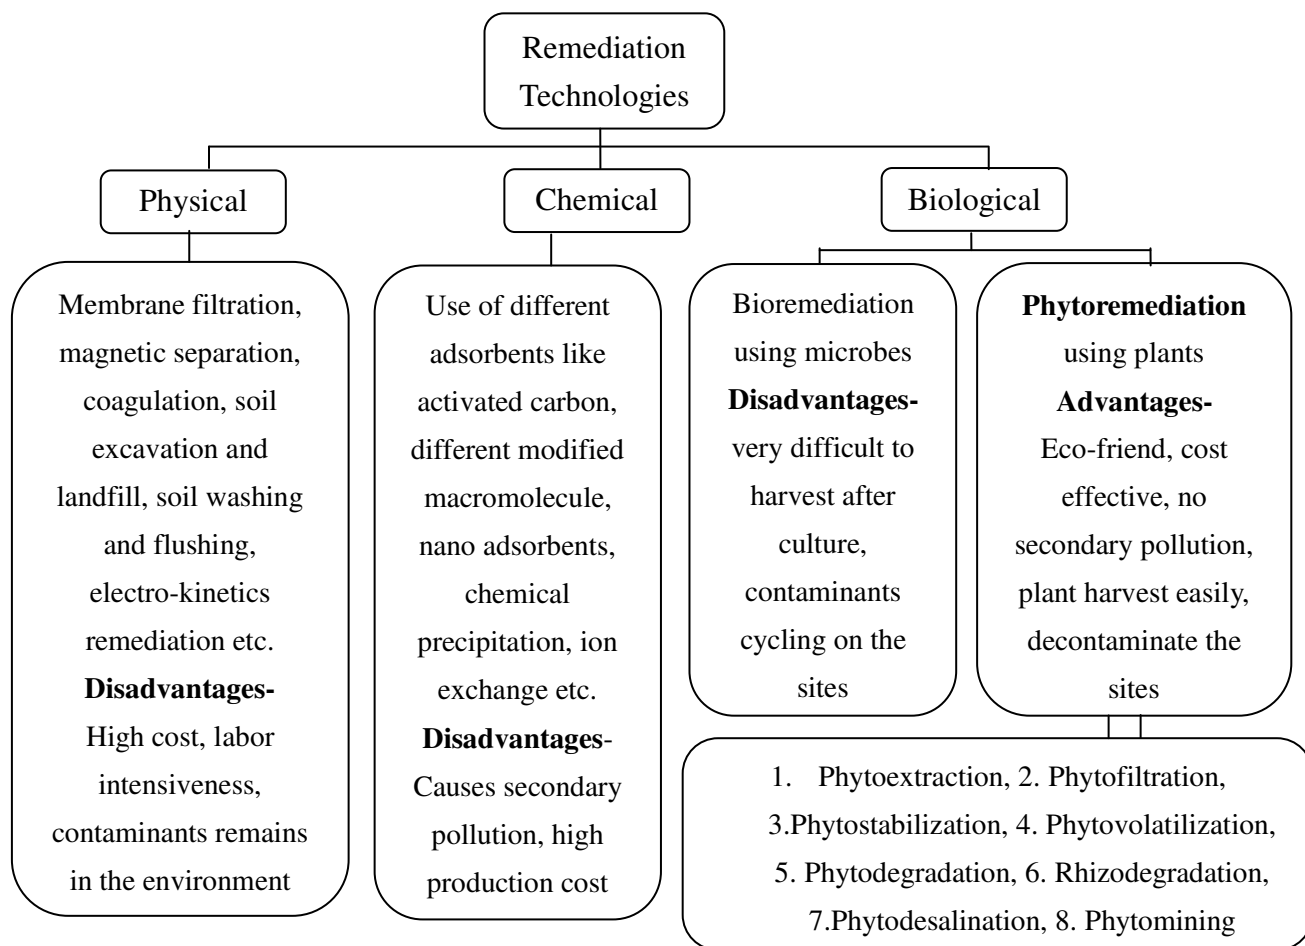 Remediation
Technologies
Physical
Chemical
Biological
Membrane filtration,
magnetic separation,
coagulation, soil
excavation and
landfill, soil washing
and flushing,
electro-kinetics
remediation etc.
Disadvantages-
High cost, labor
intensiveness,
contaminants remains
in the environment
Use of different
adsorbents like
activated carbon,
different modified
macromolecule,
nano adsorbents,
chemical
precipitation, ion
exchange etc.
Disadvantages-
Causes secondary
pollution, high
production cost
Bioremediation
using microbes
Disadvantages-
very difficult to
harvest after
culture,
contaminants
cycling on the
sites
Phytoremediation
using plants
Advantages-
Eco-friend, cost
effective, no
secondary pollution,
plant harvest easily,
decontaminate the
sites
1. Phytoextraction, 2. Phytofiltration,
3.Phytostabilization, 4. Phytovolatilization,
5. Phytodegradation, 6. Rhizodegradation,
7.Phytodesalination, 8. Phytomining